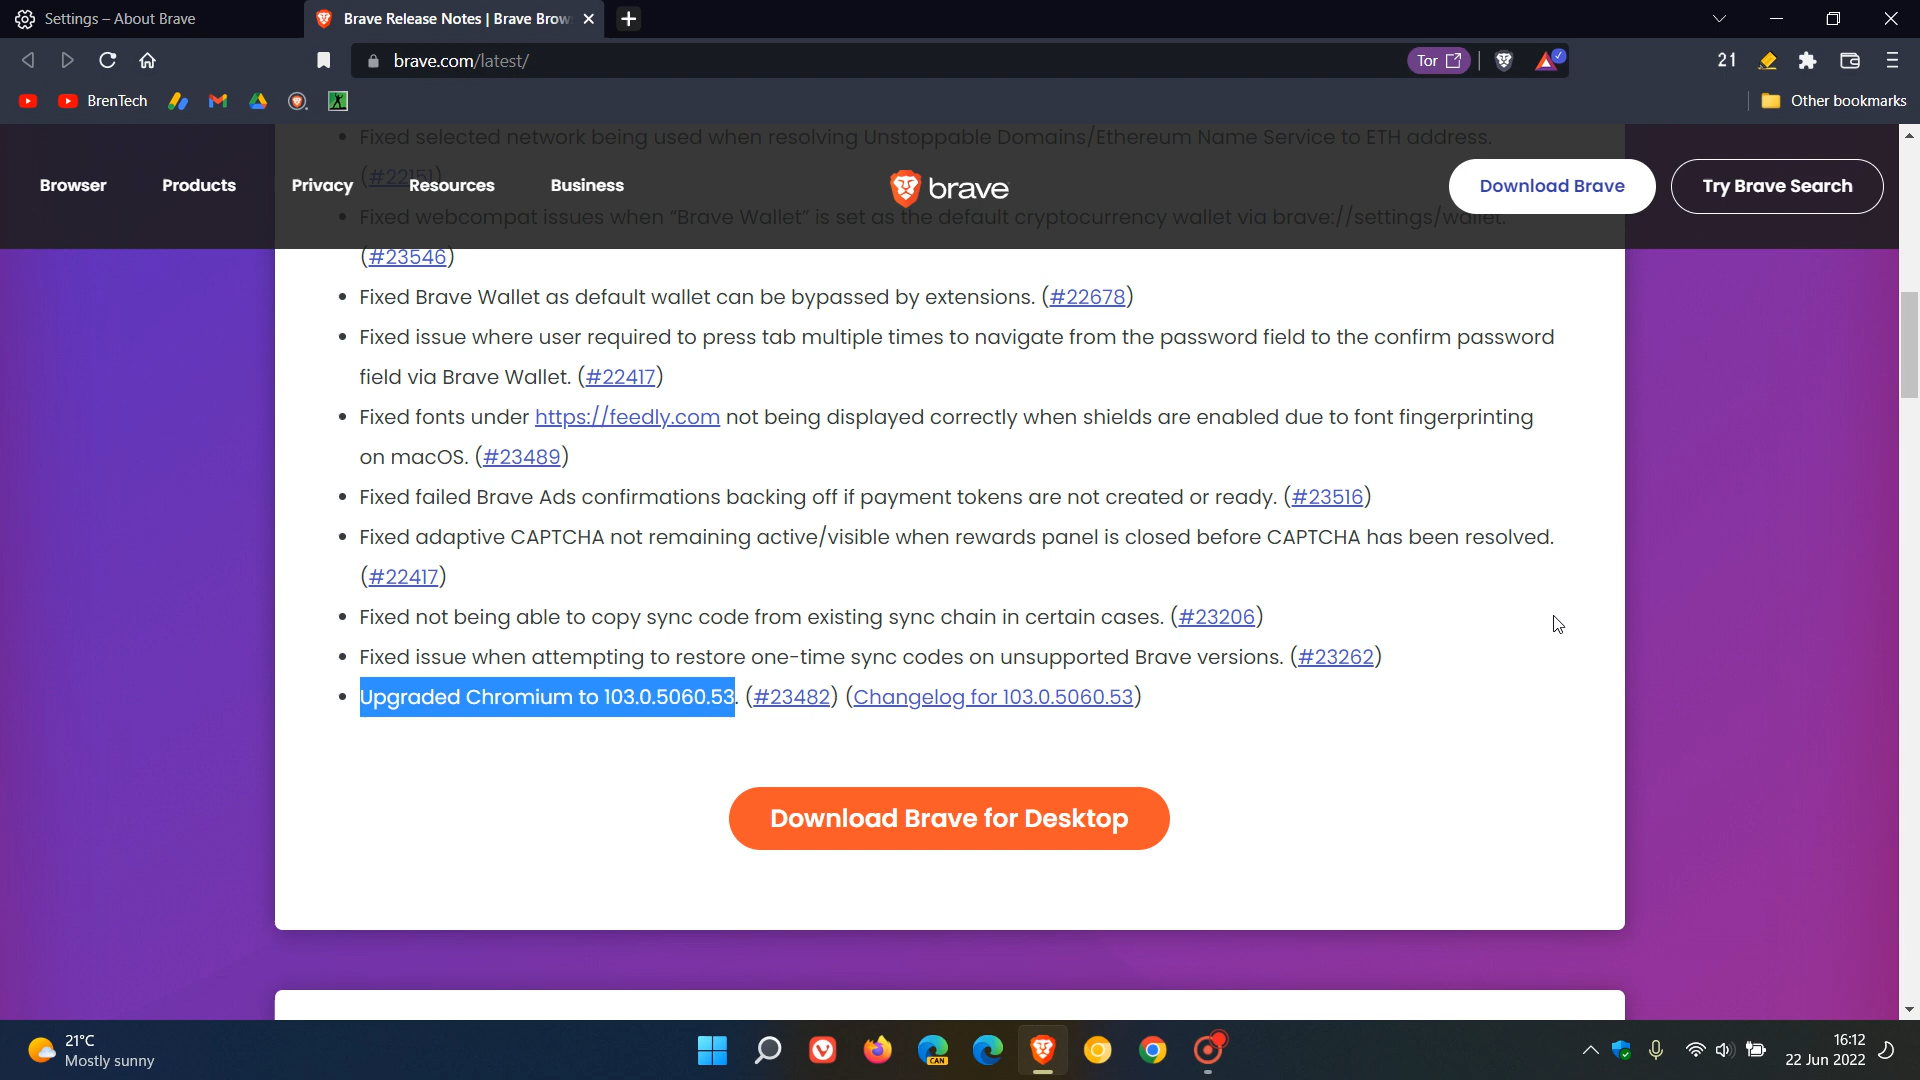 Settings – About Brave
Brave Release Notes | Brave Brow
brave.com/latest/
Tor
21
BrenTech
Other bookmarks
Fixed selected network being used when resolving Unstoppable Domains/Ethereum Name Service to ETH address.
(#22151)
Browser
Products
Privacy
Resources
Business
brave
Download Brave
Try Brave Search
Fixed webcompat issues when "Brave Wallet" is set as the default cryptocurrency wallet via brave://settings/wallet.
(#23546)
• Fixed Brave Wallet as default wallet can be bypassed by extensions. (#22678)
• Fixed issue where user required to press tab multiple times to navigate from the password field to the confirm password
field via Brave Wallet. (#22417)
• Fixed fonts under https://feedly.com not being displayed correctly when shields are enabled due to font fingerprinting
on macOS. (#23489)
• Fixed failed Brave Ads confirmations backing off if payment tokens are not created or ready. (#23516)
• Fixed adaptive CAPTCHA not remaining active/visible when rewards panel is closed before CAPTCHA has been resolved.
(#22417)
• Fixed not being able to copy sync code from existing sync chain in certain cases. (#23206)
• Fixed issue when attempting to restore one-time sync codes on unsupported Brave versions. (#23262)
• Upgraded Chromium to 103.0.5060.53. (#23482) (Changelog for 103.0.5060.53)
Download Brave for Desktop
21°C
Mostly sunny
CAN
16:12
22 Jun 2022